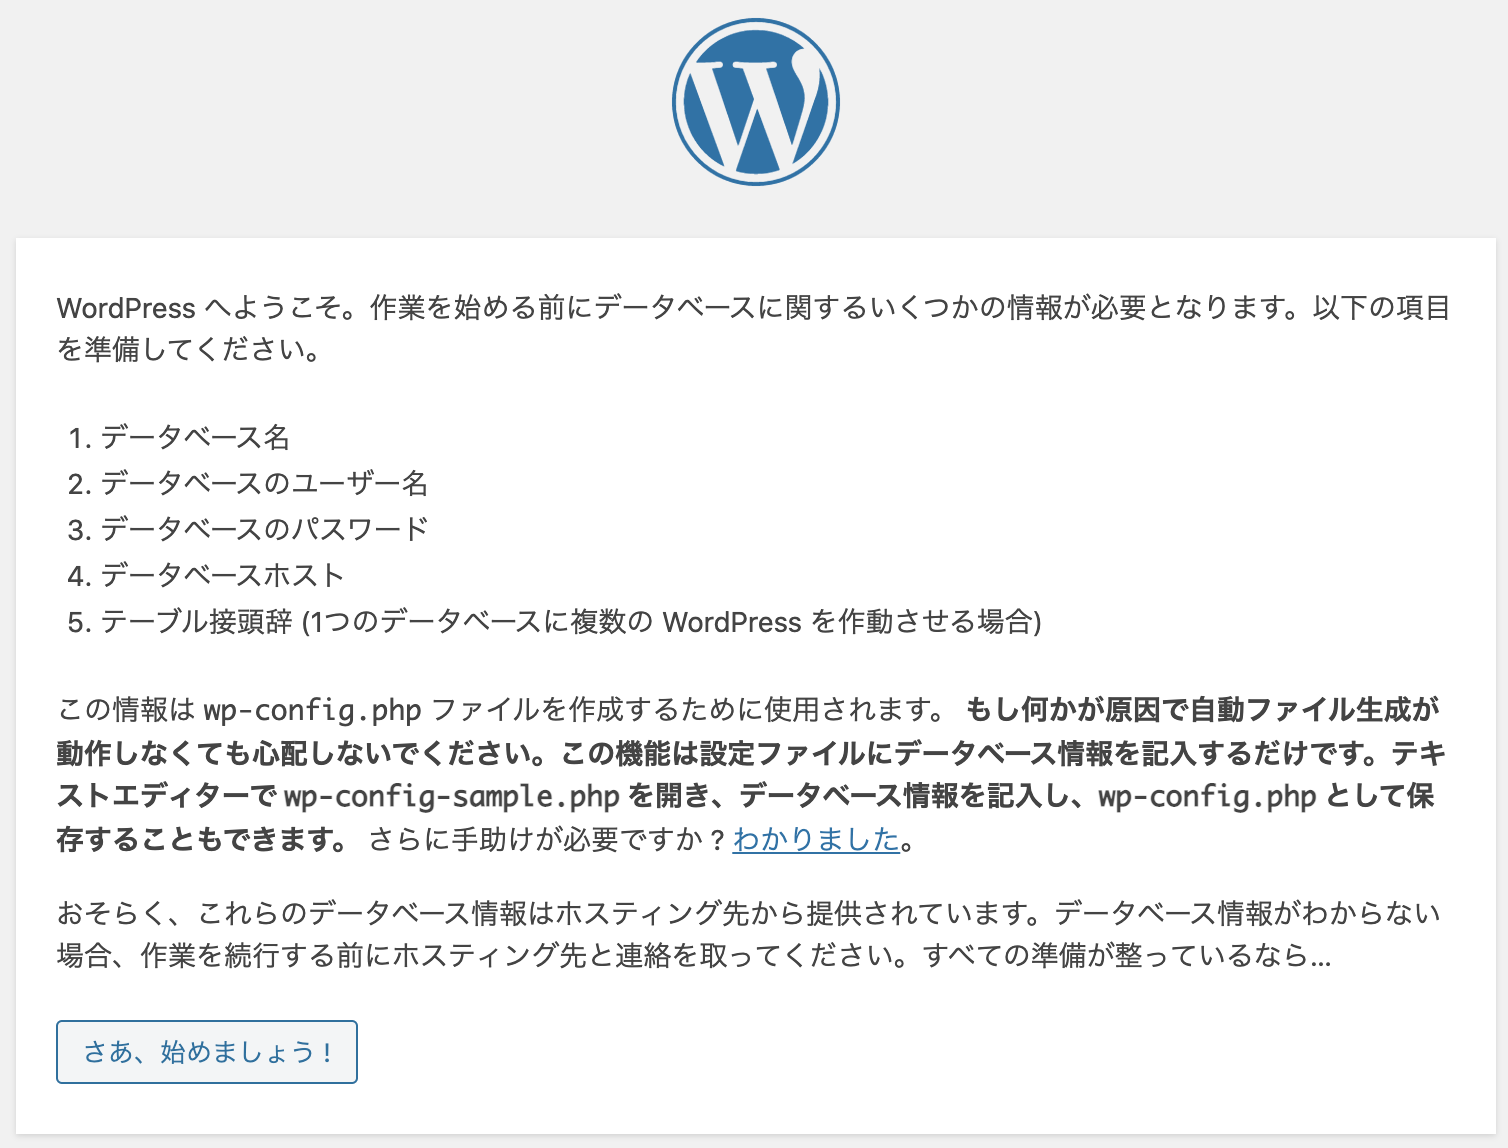 WordPress へようこそ。作業を始める前にデータベースに関するいくつかの情報が必要となります。以下の項目
を準備してください。
1. データベース名
2. データベースのユーザー名
3. データベースのパスワード
4. データベースホスト
5. テーブル接頭辞 (1つのデータベースに複数の WordPress を作動させる場合)
この情報は wp-config.php ファイルを作成するために使用されます。 もし何かが原因で自動ファイル生成が
動作しなくても心配しないでください。この機能は設定ファイルにデータベース情報を記入するだけです。テキ
ストエディターで wp-config-sample.php を開き、データベース情報を記入し、wp-config.php として保
存することもできます。 さらに手助けが必要ですか ? わかりました。
おそらく、これらのデータベース情報はホスティング先から提供されています。データベース情報がわからない
場合、作業を続行する前にホスティング先と連絡を取ってください。すべての準備が整っているなら…
さあ、始めましょう !